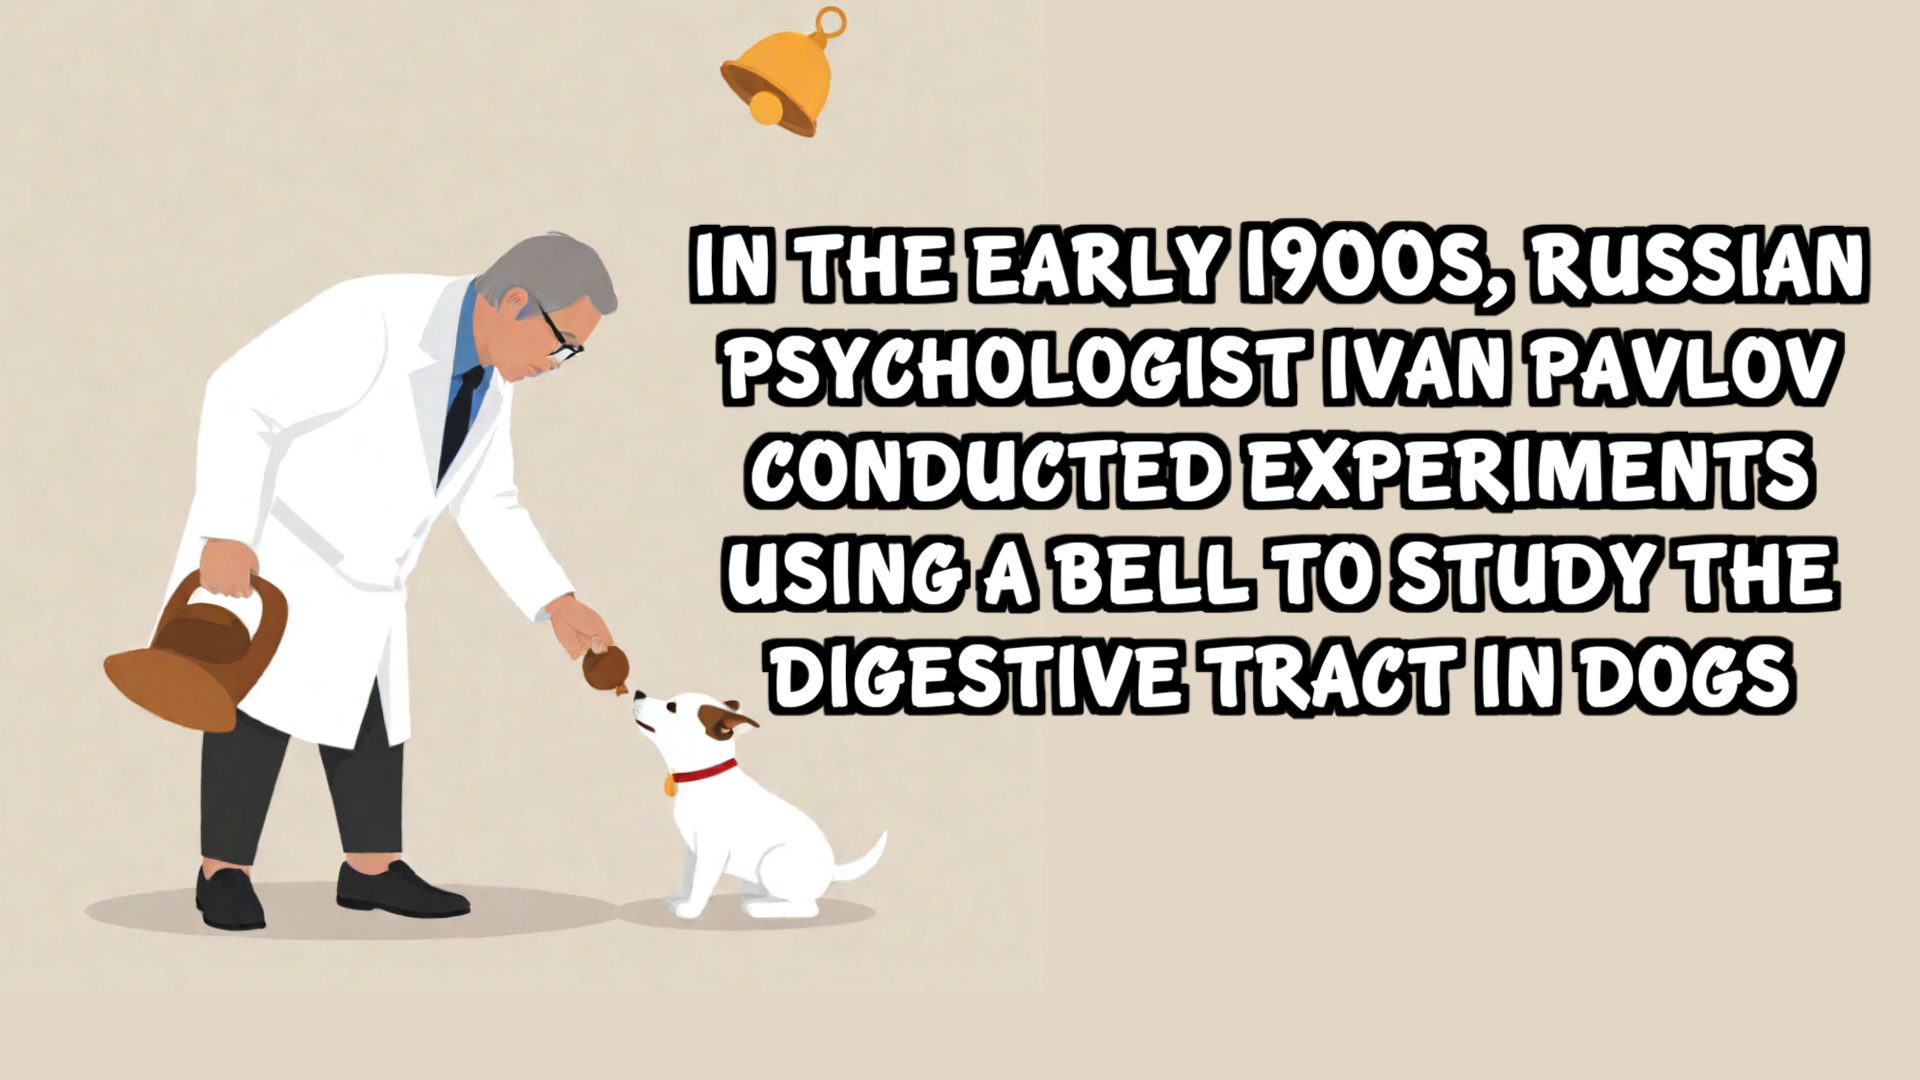 IN THE EARLY 1900S, RUSSIAN
PSYCHOLOGIST IVAN PAVLOV
CONDUCTED EXPERIMENTS
USING A BELL TO STUDY THE
DIGESTIVE TRACT IN DOGS